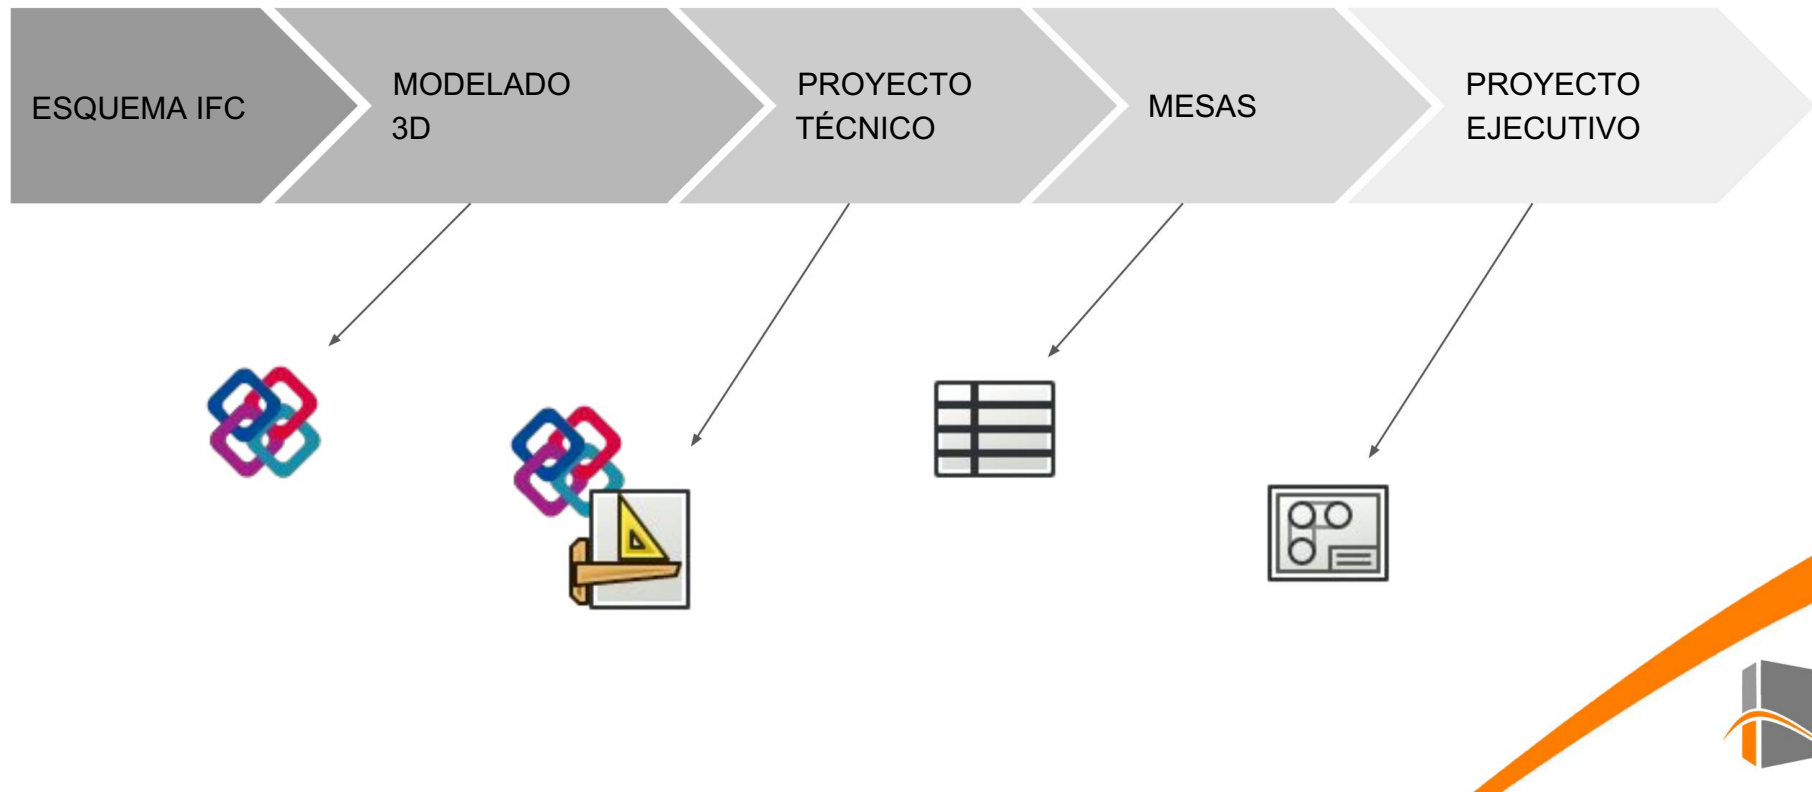 ESQUEMA IFC
MODELADO
3D
PROYECTO
TÉCNICO
MESAS
PROYECTO
EJECUTIVO